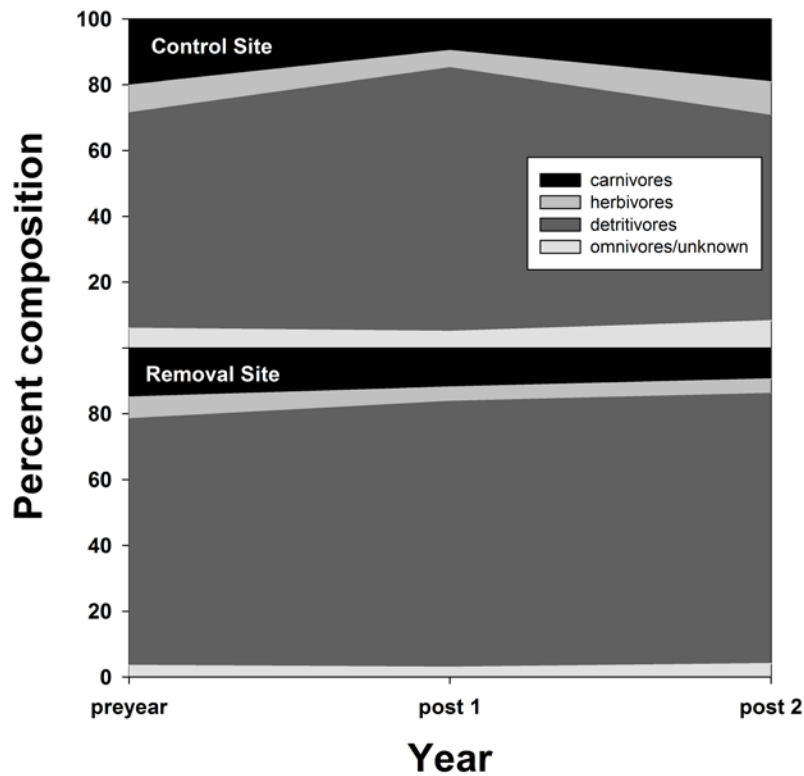 100
Control Site
80
60
40
20
carnivores
herbivores
detritivores
omnivores/unknown
Removal Site
80
60
40
20
0
Percent composition
preyear
post 1
post 2
Year